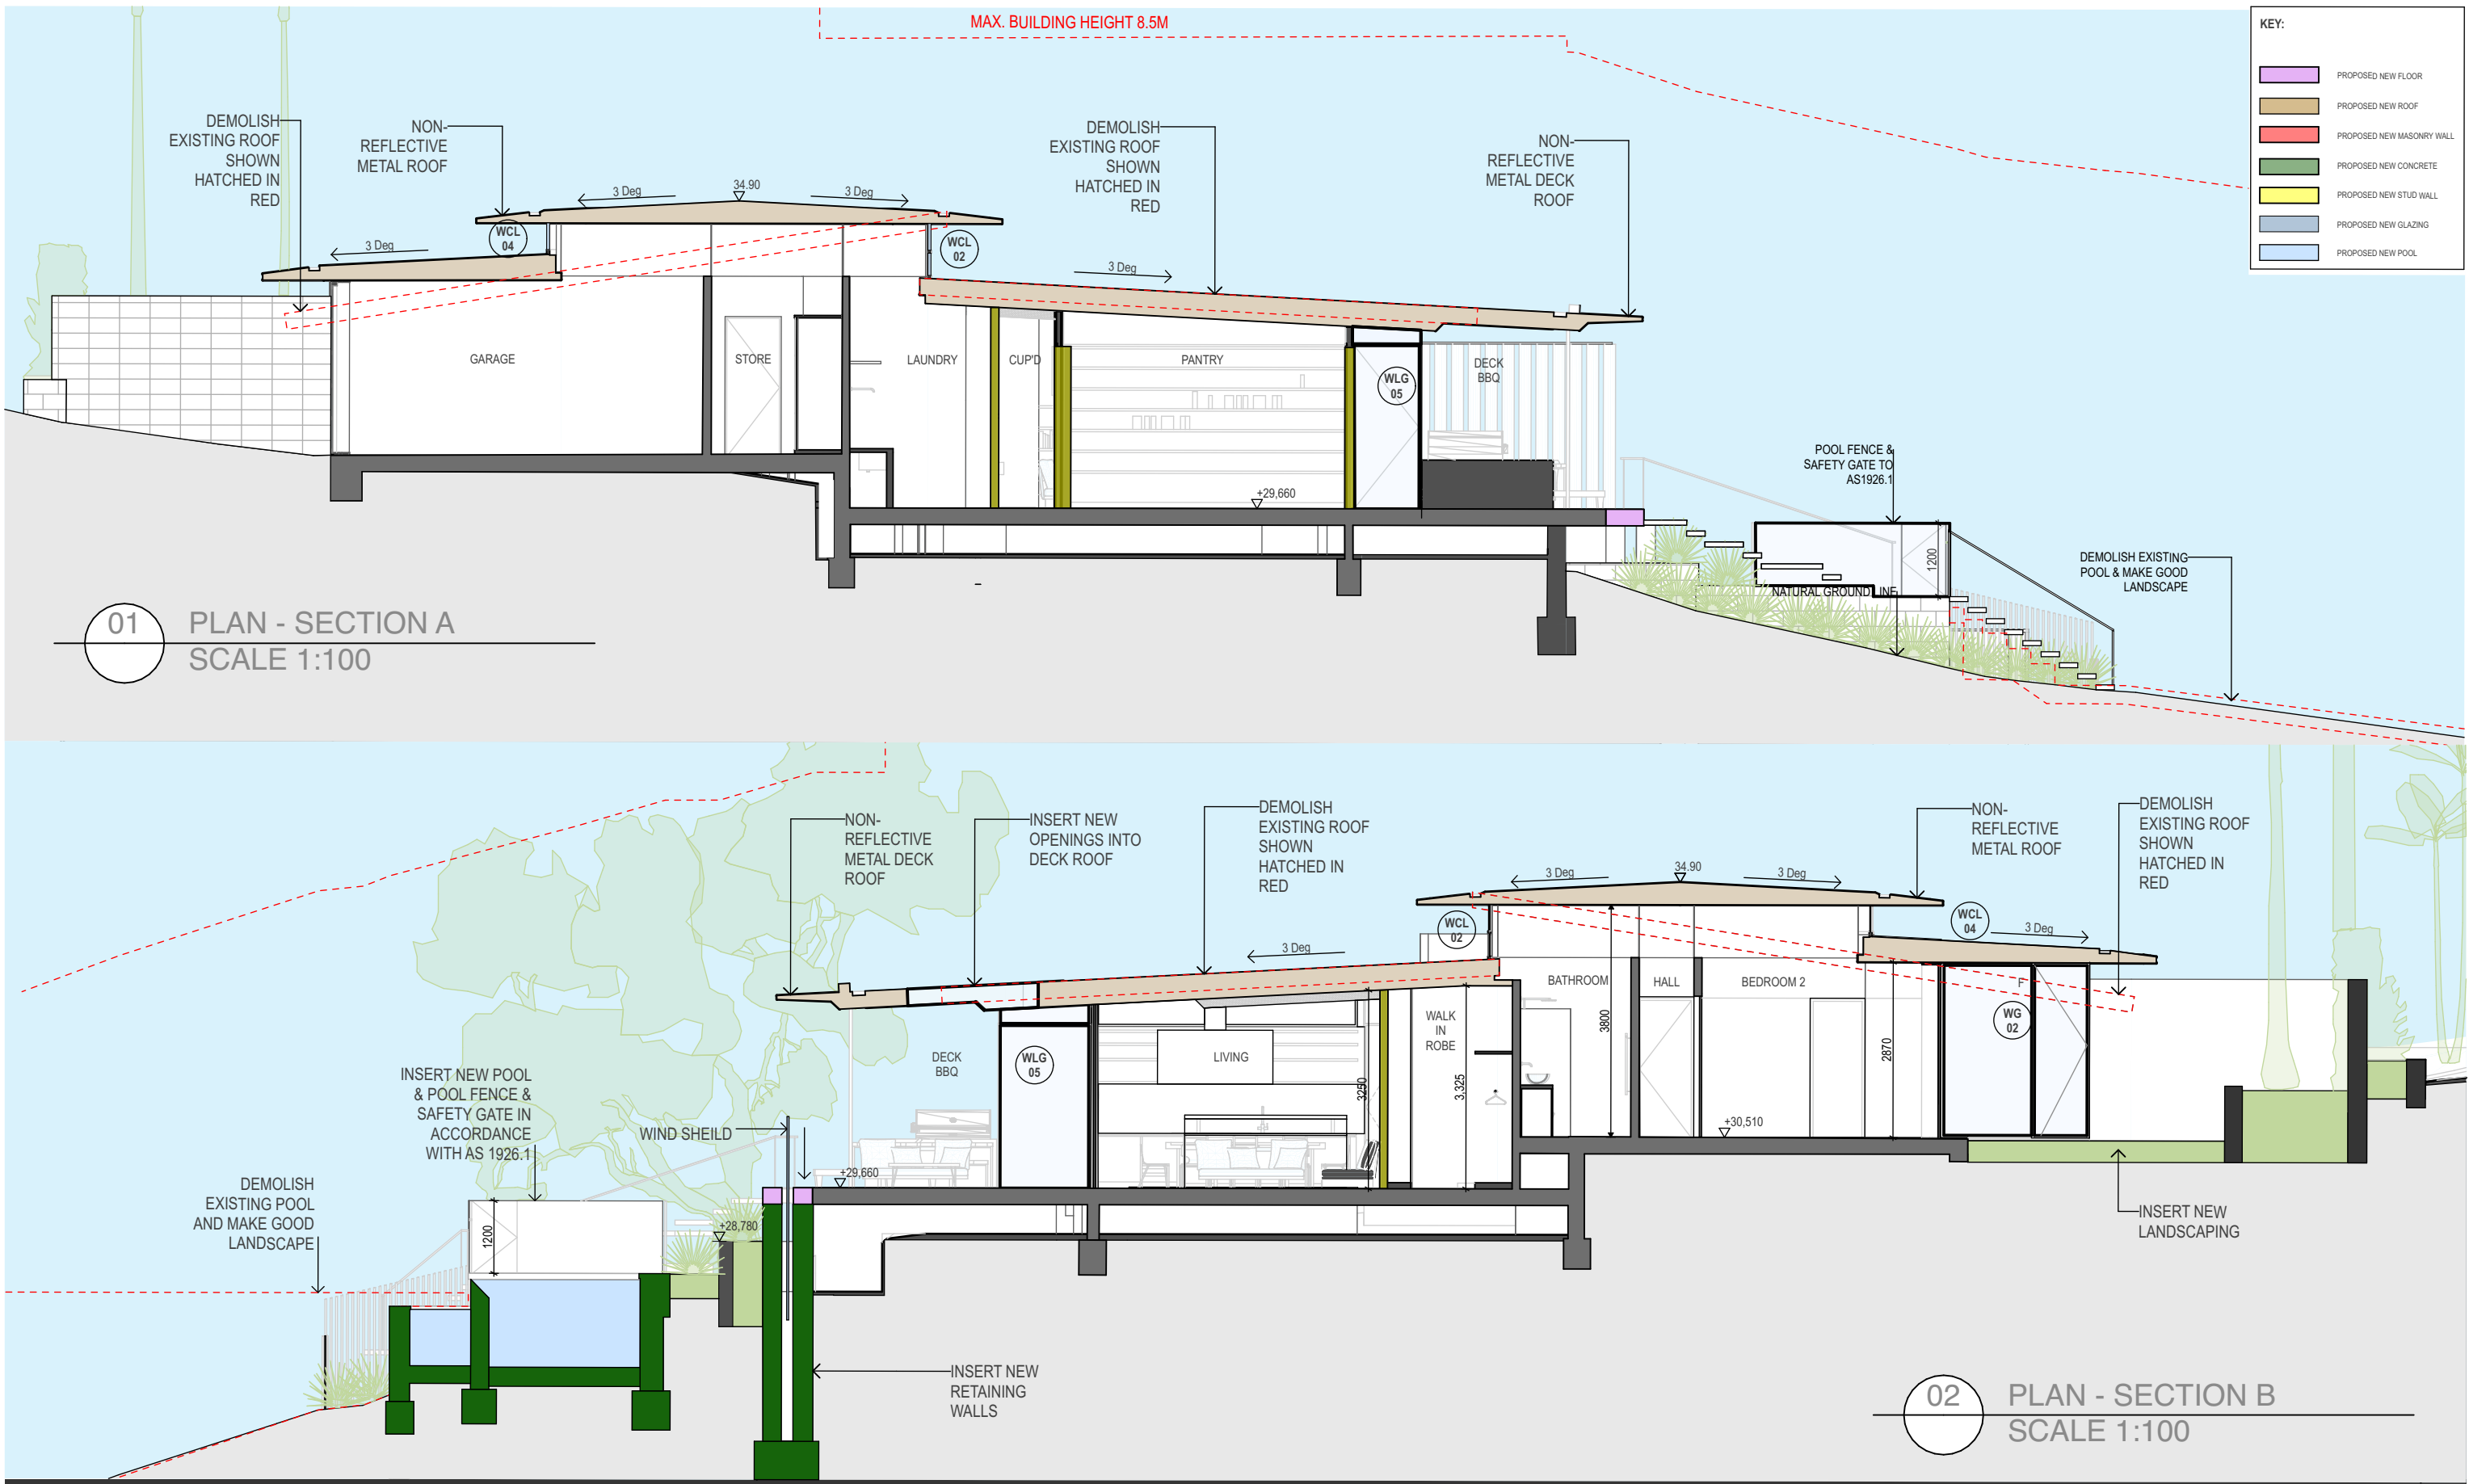 MAX. BUILDING HEIGHT 8.5M
KEY:
PROPOSED NEW FLOOR
PROPOSED NEW ROOF
PROPOSED NEW MASONRY WALL
PROPOSED NEW CONCRETE
PROPOSED NEW STUD WALL
PROPOSED NEW GLAZING
PROPOSED NEW POOL
DEMOLISH
EXISTING ROOF
SHOWN
HATCHED IN
RED
NON-
REFLECTIVE
METAL ROOF
DEMOLISH
EXISTING ROOF
SHOWN
HATCHED IN
RED
NON-
REFLECTIVE
METAL DECK
ROOF
3 Deg
34.90
3 Deg
WCL
04
3 Deg
WCL
02
3 Deg
GARAGE
STORE
LAUNDRY
CUP'D
PANTRY
WLG
05
DECK
BBQ
+29,660
POOL FENCE &
SAFETY GATE TO
AS1926.1
1200
NATURAL GROUND LINE
DEMOLISH EXISTING
POOL & MAKE GOOD
LANDSCAPE
01
PLAN - SECTION A
SCALE 1:100
NON-
REFLECTIVE
METAL DECK
ROOF
INSERT NEW
OPENINGS INTO
DECK ROOF
DEMOLISH
EXISTING ROOF
SHOWN
HATCHED IN
RED
NON-
REFLECTIVE
METAL ROOF
DEMOLISH
EXISTING ROOF
SHOWN
HATCHED IN
RED
3 Deg
34.90
3 Deg
WCL
02
WCL
04
3 Deg
3 Deg
DECK
BBQ
WLG
05
LIVING
3250
WALK
IN
ROBE
3,325
BATHROOM
3800
HALL
BEDROOM 2
2870
F
WG
02
+30,510
+29,660
+28,780
INSERT NEW POOL
& POOL FENCE &
SAFETY GATE IN
ACCORDANCE
WITH AS 1926.1
WIND SHEILD
DEMOLISH
EXISTING POOL
AND MAKE GOOD
LANDSCAPE
1200
INSERT NEW
LANDSCAPING
INSERT NEW
RETAINING
WALLS
02
PLAN - SECTION B
SCALE 1:100